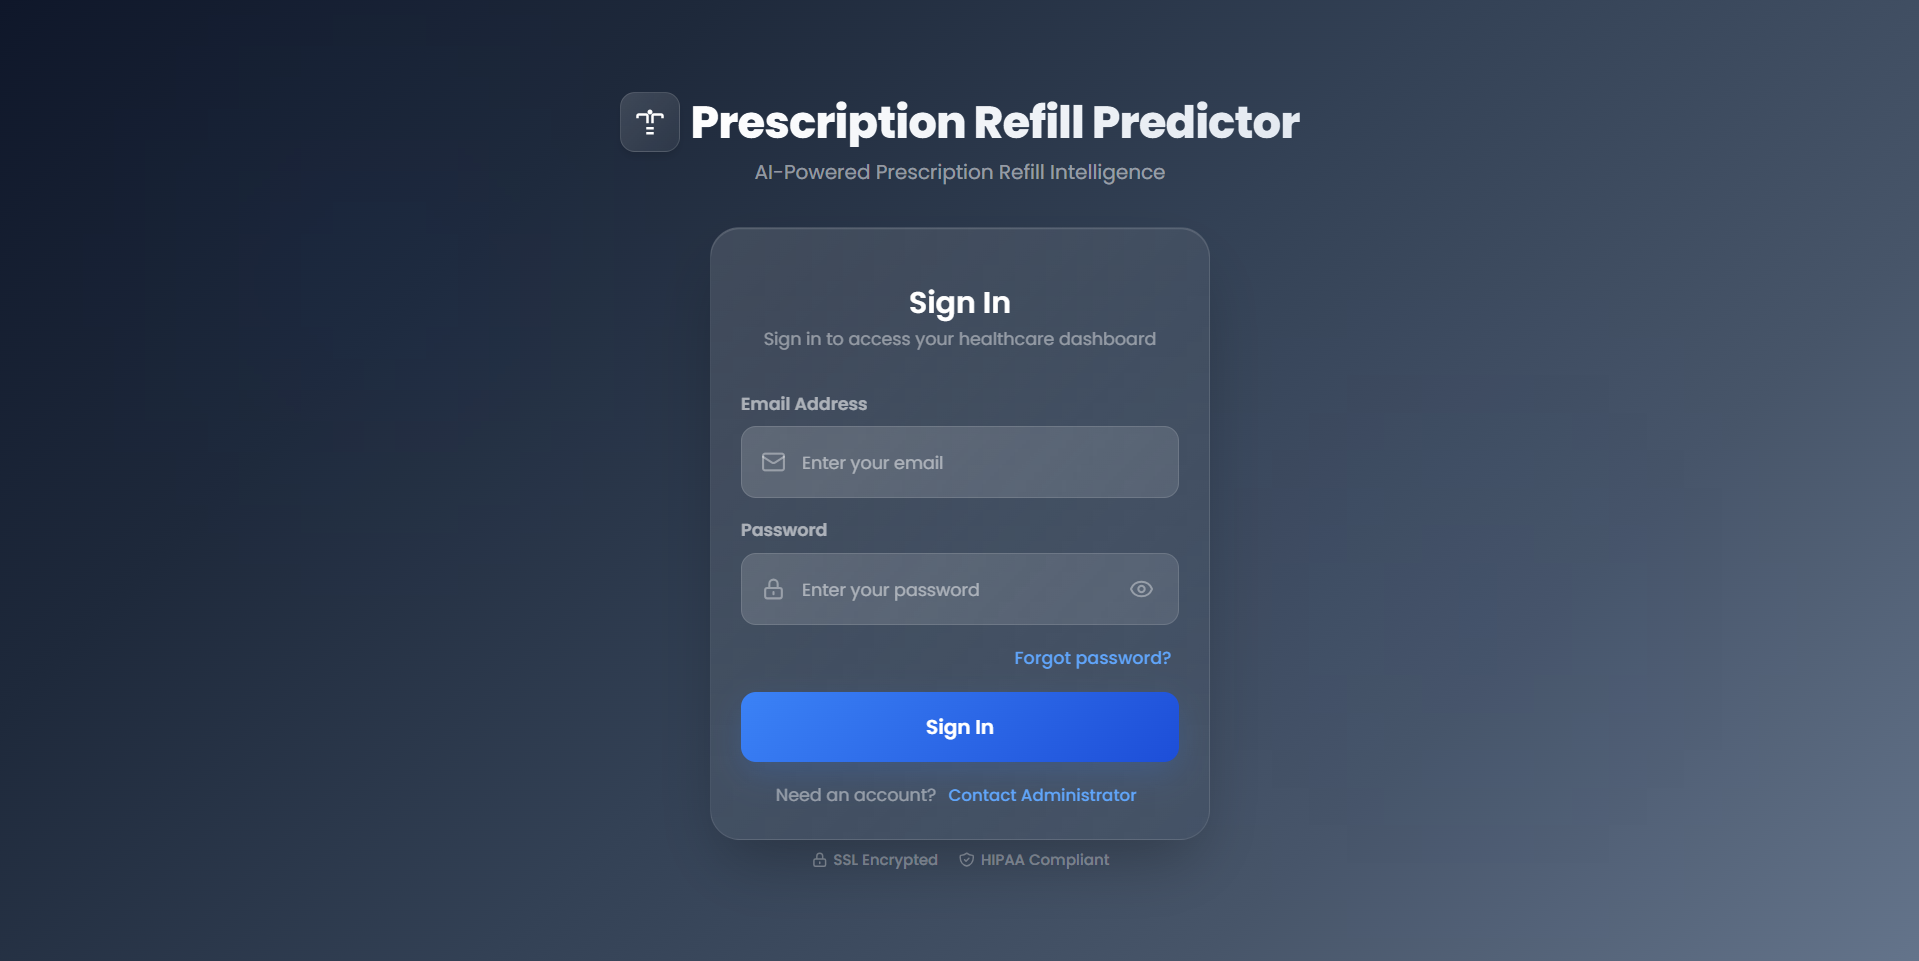 Prescription Refill Predictor
AI-Powered Prescription Refill Intelligence
Sign In
Sign in to access your healthcare dashboard
Email Address
Enter your email
Password
Enter your password
Forgot password?
Sign In
Need an account? Contact Administrator
SSL Encrypted HIPAA Compliant